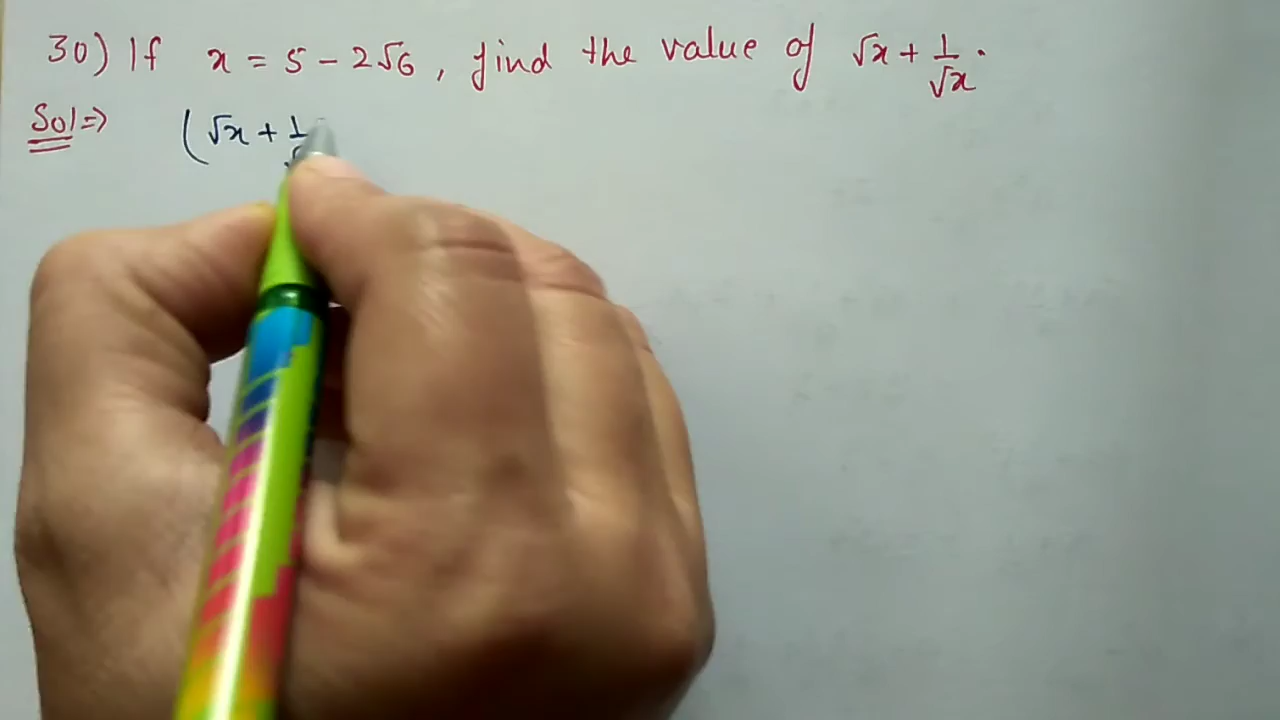 30) If x = 5 - 2√6, find the value of √x + 1/√x.
Sol => (√x + 1/√